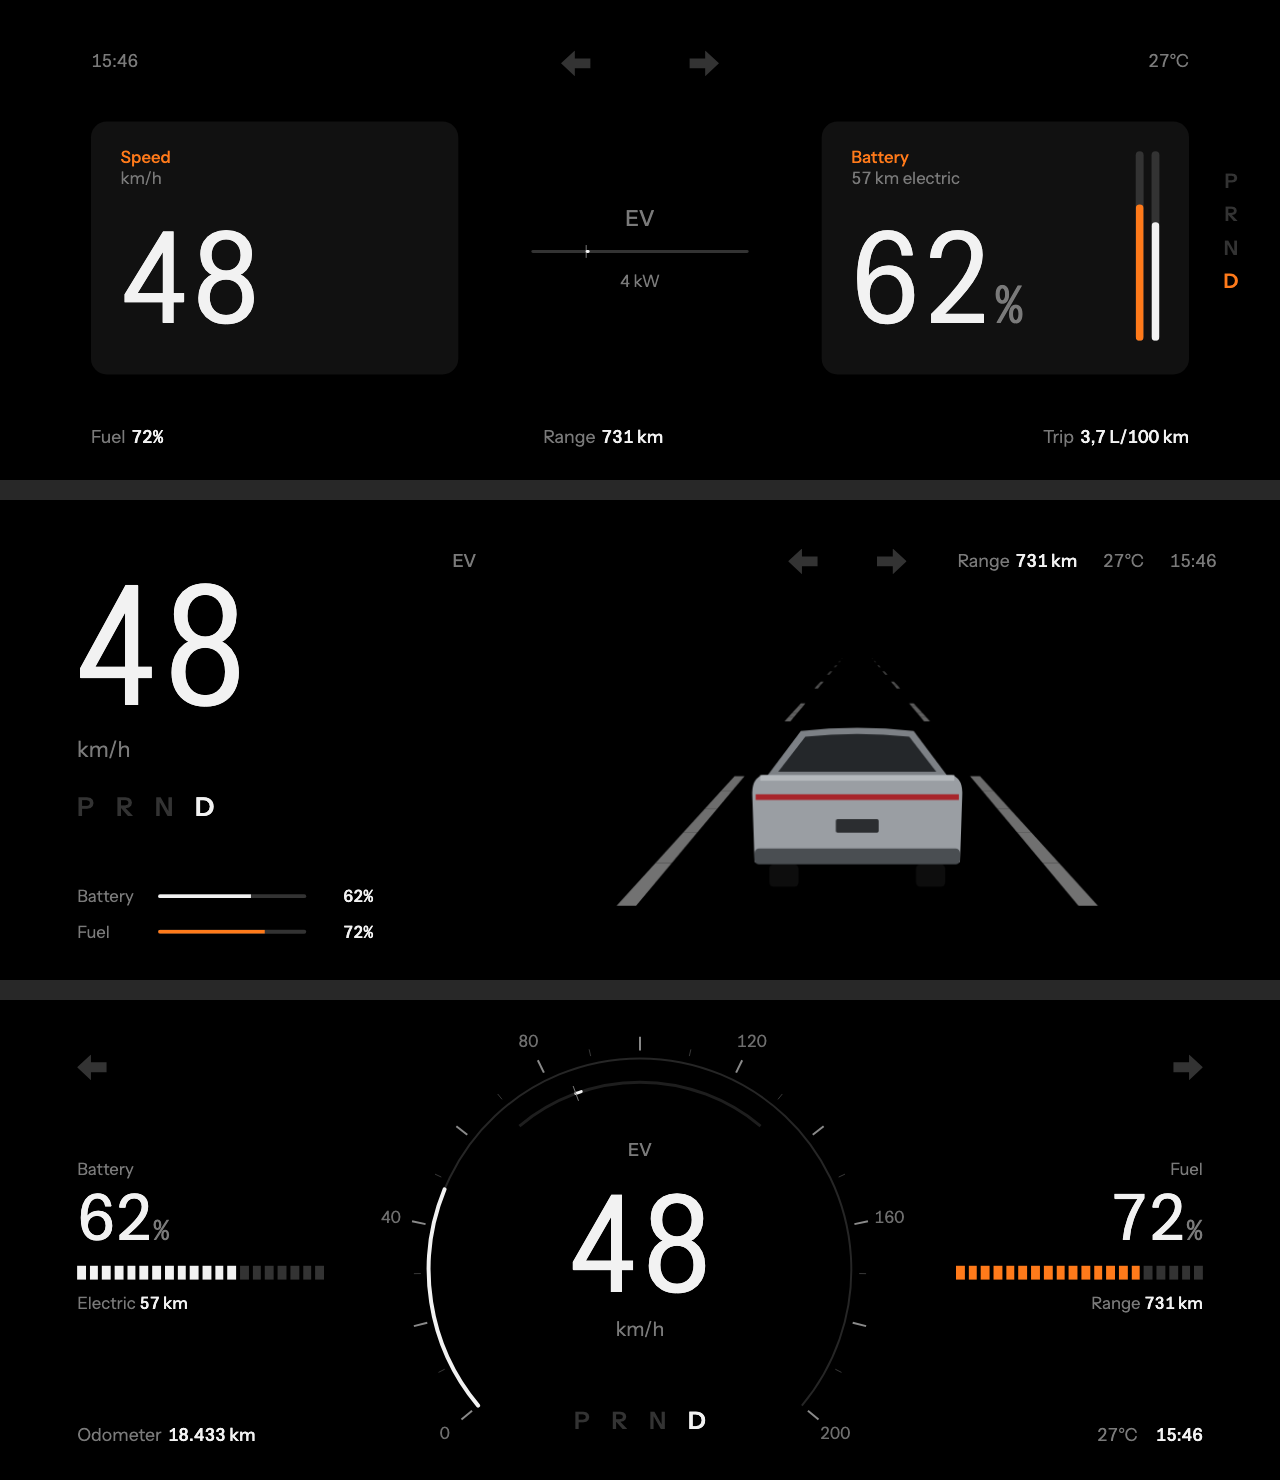 15:46
27°C
Speed
km/h
48
EV
4 kW
Battery
57 km electric
62%
P
R
N
D
Fuel 72%
Range 731 km
Trip 3,7 L/100 km
EV
Range 731 km 27°C 15:46
48
km/h
P R N D
Battery 62%
Fuel 72%
80
120
40
160
0
200
EV
48
km/h
P R N D
Battery
62%
Electric 57 km
Fuel
72%
Range 731 km
Odometer 18.433 km
27°C 15:46